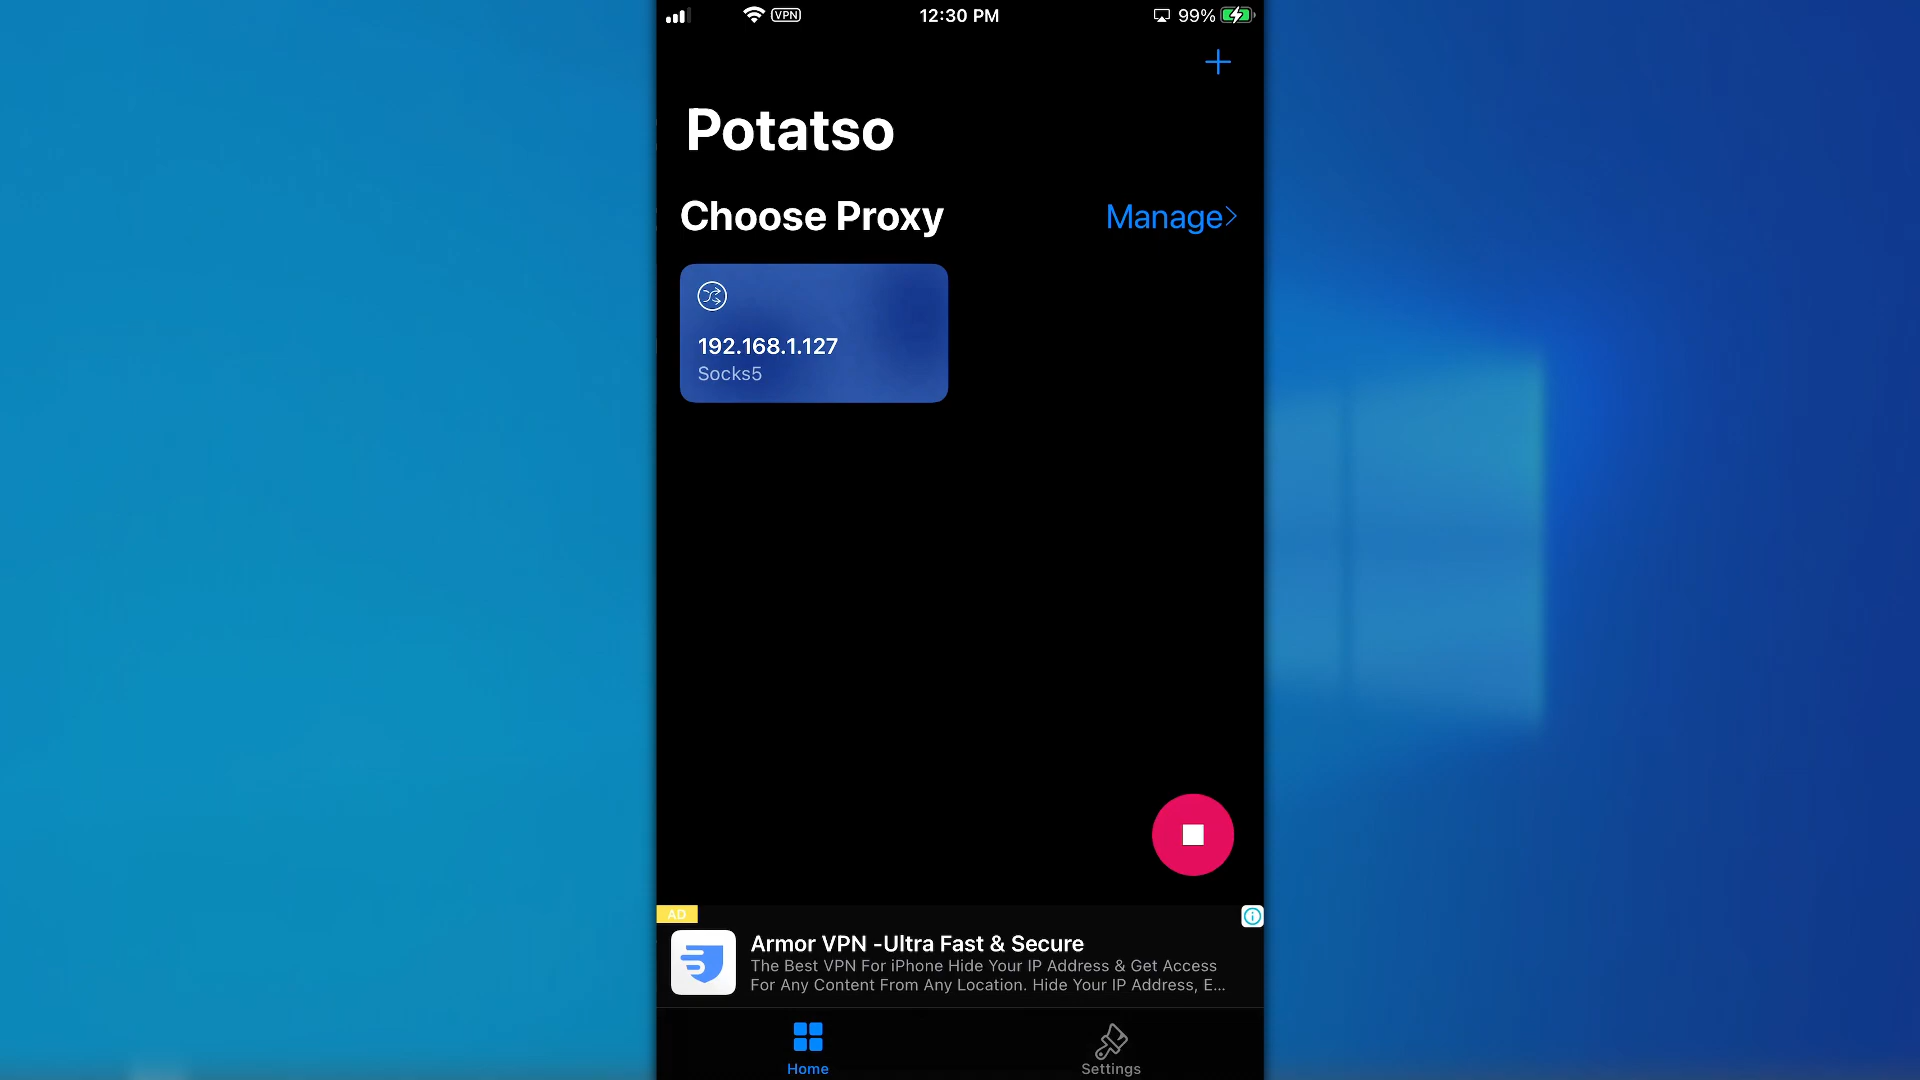 VPN
12:30 PM
99%
Potatso
Choose Proxy
Manage
192.168.1.127
Socks5
AD
Armor VPN -Ultra Fast & Secure
The Best VPN For iPhone Hide Your IP Address & Get Access
For Any Content From Any Location. Hide Your IP Address, E...
Home
Settings